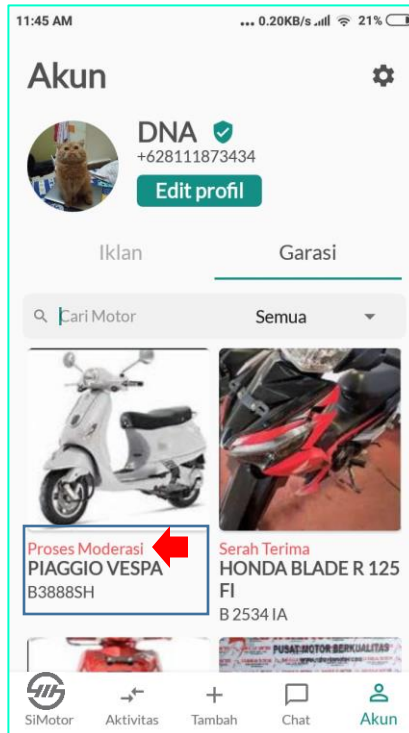 11:45 AM
... 0.20KB/s 21%
Akun
DNA
+628111873434
Edit profil
Iklan
Garasi
Cari Motor
Semua
Proses Moderasi
PIAGGIO VESPA
B3888SH
Serah Terima
HONDA BLADE R 125
FI
B 2534 IA
PUSAT MOTOR BERKUALITAS
SiMotor
Aktivitas
Tambah
Chat
Akun